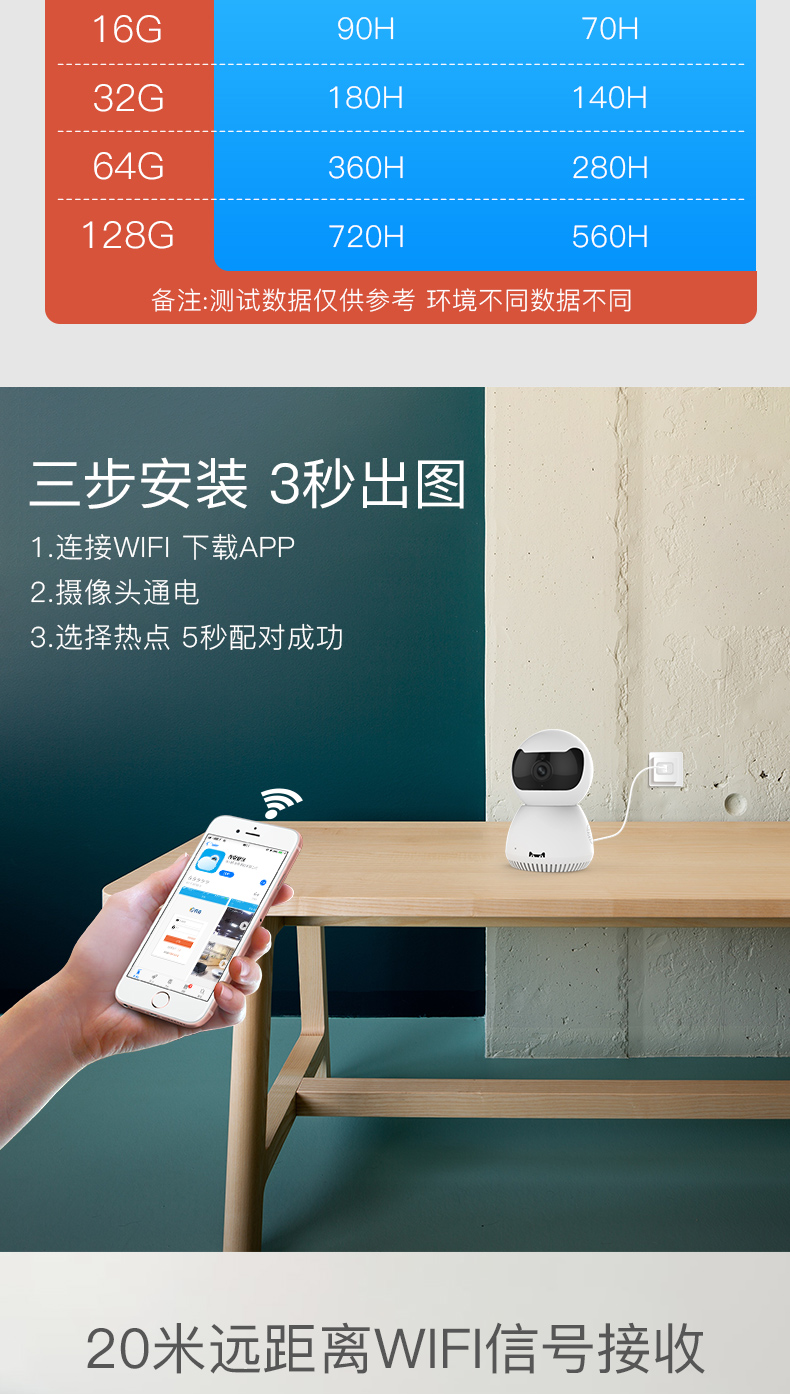 16G 90H 70H
32G 180H 140H
64G 360H 280H
128G 720H 560H
备注:测试数据仅供参考 环境不同数据不同
三步安装 3秒出图
1.连接WIFI 下载APP
2.摄像头通电
3.选择热点 5秒配对成功
20米远距离WIFI信号接收